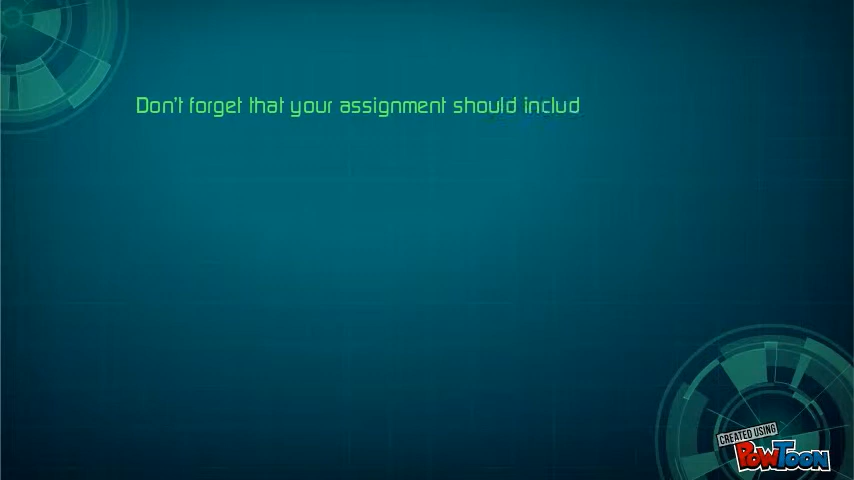 Don't forget that your assignment should includ
CREATED USING
POWTOON